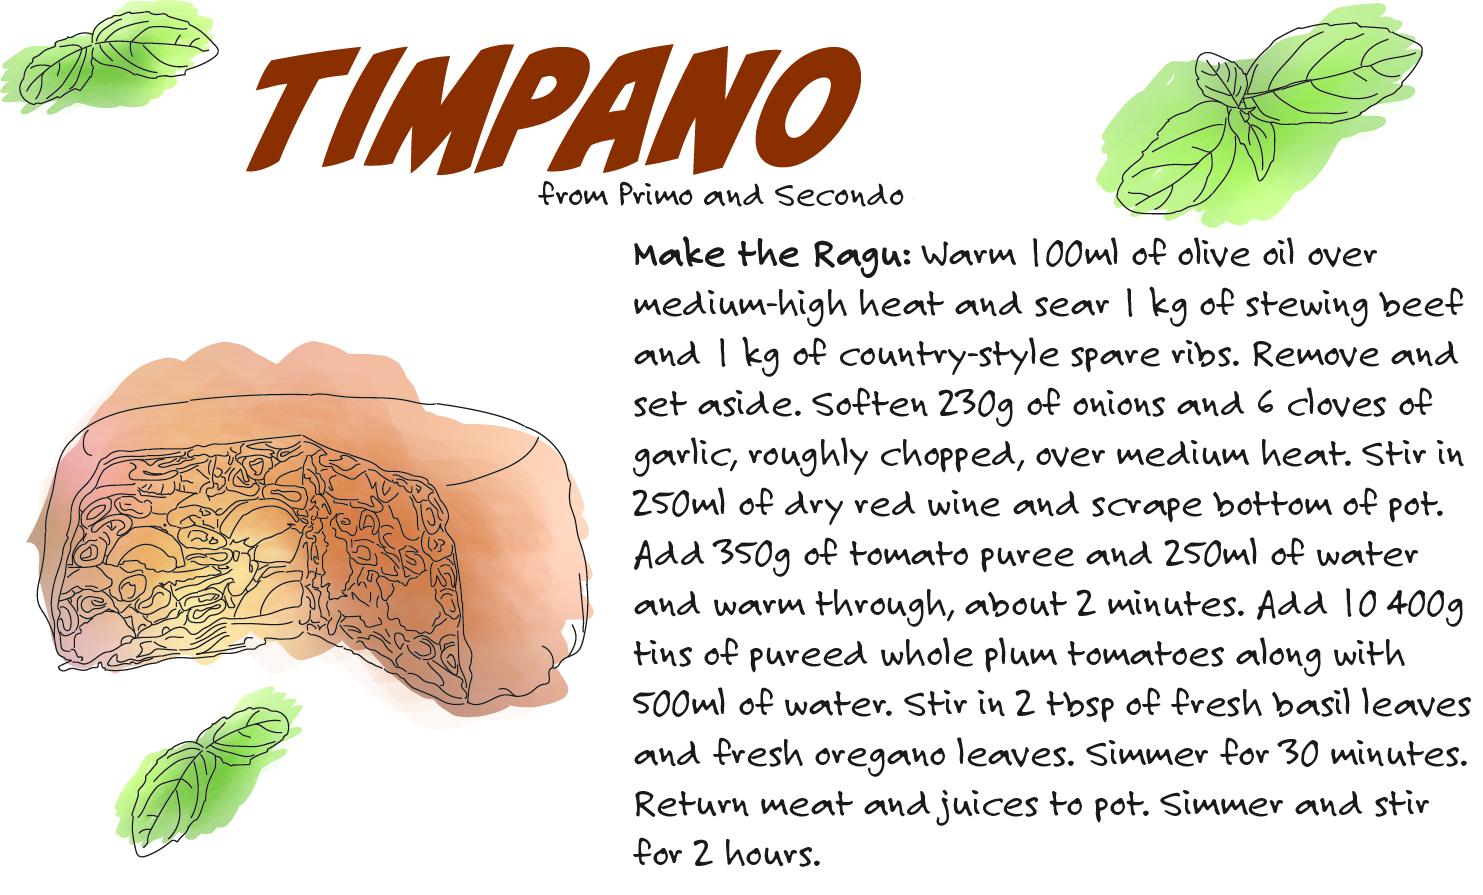 TIMPANO
from Primo and Secondo
Make the Ragu: Warm 100ml of olive oil over
medium-high heat and sear 1 kg of stewing beef
and 1 kg of country-style spare ribs. Remove and
set aside. Soften 230g of onions and 6 cloves of
garlic, roughly chopped, over medium heat. Stir in
250ml of dry red wine and scrape bottom of pot.
Add 350g of tomato puree and 250ml of water
and warm through, about 2 minutes. Add 10 400g
tins of pureed whole plum tomatoes along with
500ml of water. Stir in 2 tbsp of fresh basil leaves
and fresh oregano leaves. Simmer for 30 minutes.
Return meat and juices to pot. Simmer and stir
for 2 hours.